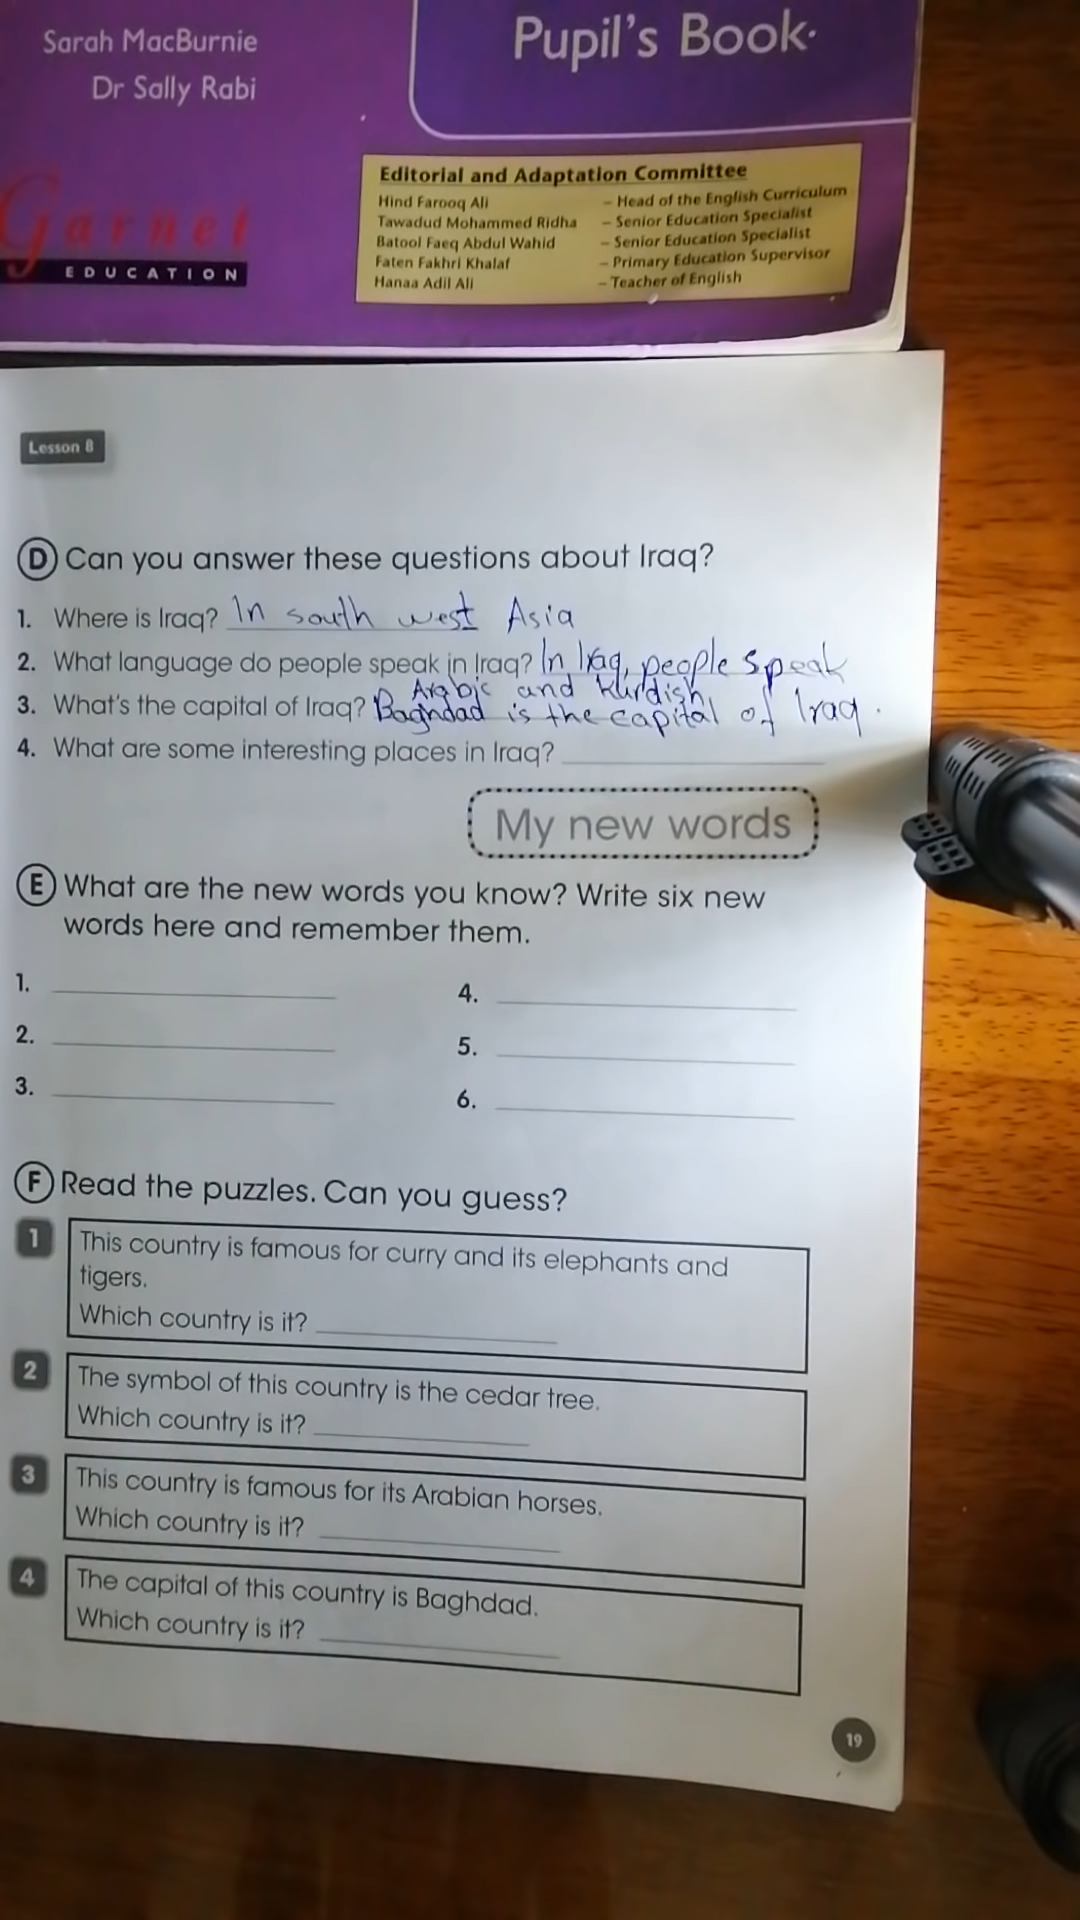 Sarah MacBurnie
Dr Sally Rabi
Pupil's Book
Garnet
EDUCATION
Editorial and Adaptation Committee
Hind Farooq Ali – Head of the English Curriculum
Tawadud Mohammed Ridha – Senior Education Specialist
Batool Faeq Abdul Wahid – Senior Education Specialist
Faten Fakhri Khalaf – Primary Education Supervisor
Hanaa Adil Ali – Teacher of English
Lesson 8
D Can you answer these questions about Iraq?
1. Where is Iraq? In south west Asia
2. What language do people speak in Iraq? In Iraq, people speak
Arabic and Kurdish
3. What's the capital of Iraq? Baghdad is the capital of Iraq.
4. What are some interesting places in Iraq?
My new words
E What are the new words you know? Write six new
words here and remember them.
1. 4.
2. 5.
3. 6.
F Read the puzzles. Can you guess?
1 This country is famous for curry and its elephants and
tigers.
Which country is it?
2 The symbol of this country is the cedar tree.
Which country is it?
3 This country is famous for its Arabian horses.
Which country is it?
4 The capital of this country is Baghdad.
Which country is it?
19